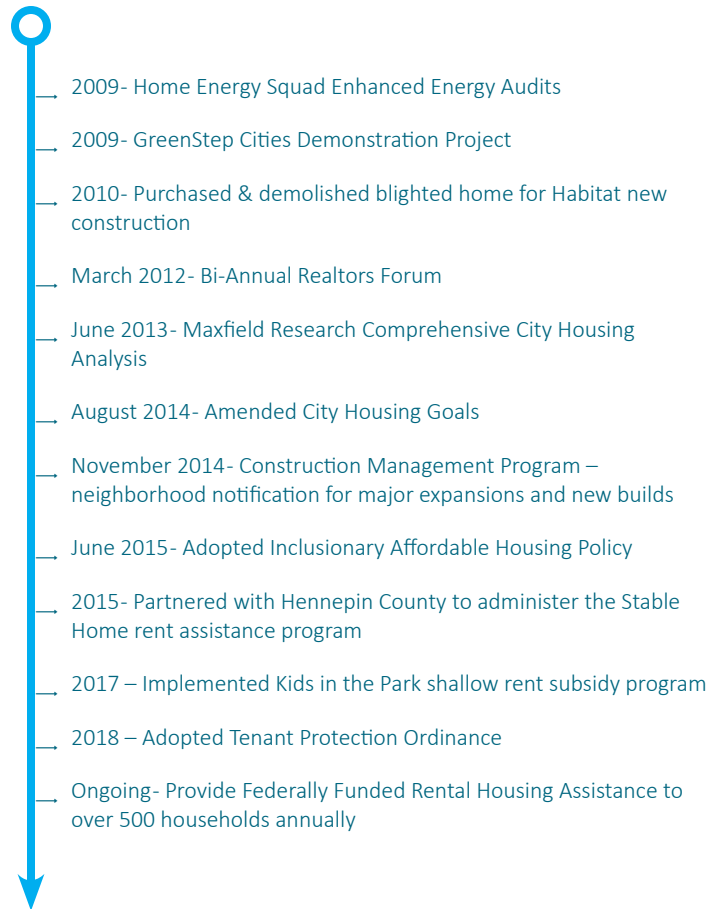 2009- Home Energy Squad Enhanced Energy Audits
2009- GreenStep Cities Demonstration Project
2010- Purchased & demolished blighted home for Habitat new
construction
March 2012- Bi-Annual Realtors Forum
June 2013- Maxfield Research Comprehensive City Housing
Analysis
August 2014- Amended City Housing Goals
November 2014- Construction Management Program –
neighborhood notification for major expansions and new builds
June 2015- Adopted Inclusionary Affordable Housing Policy
2015- Partnered with Hennepin County to administer the Stable
Home rent assistance program
2017 – Implemented Kids in the Park shallow rent subsidy program
2018 – Adopted Tenant Protection Ordinance
Ongoing- Provide Federally Funded Rental Housing Assistance to
over 500 households annually